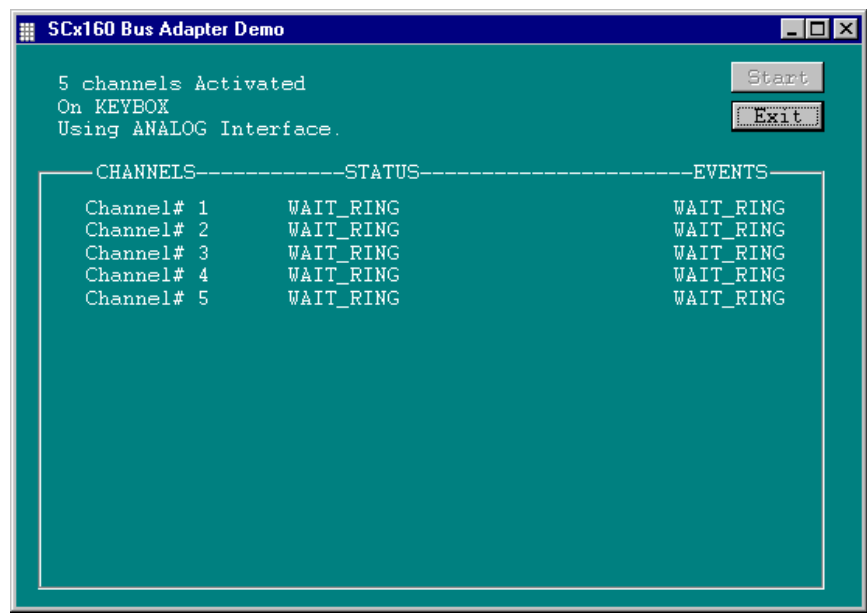 SCx160 Bus Adapter Demo
5 channels Activated
On KEYBOX
Using ANALOG Interface.
Start
Exit
CHANNELS------------STATUS----------------------EVENTS
Channel# 1 WAIT_RING WAIT_RING
Channel# 2 WAIT_RING WAIT_RING
Channel# 3 WAIT_RING WAIT_RING
Channel# 4 WAIT_RING WAIT_RING
Channel# 5 WAIT_RING WAIT_RING